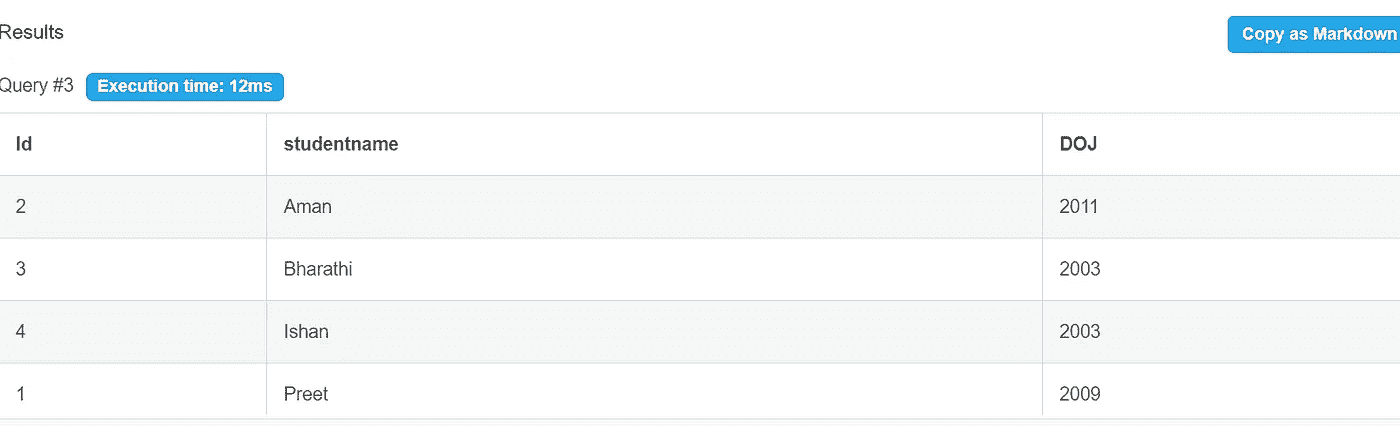 Results
Copy as Markdown
Query #3 Execution time: 12ms
Id studentname DOJ
2 Aman 2011
3 Bharathi 2003
4 Ishan 2003
1 Preet 2009